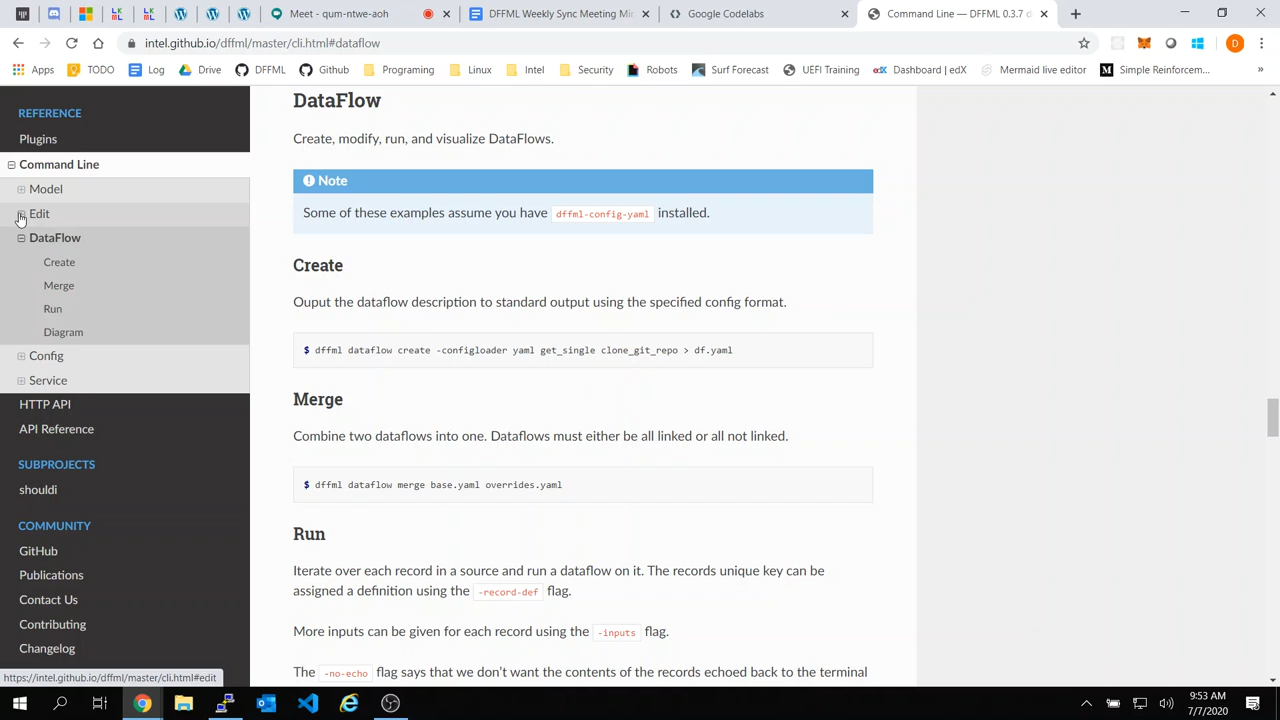 Meet - qum-ntwe-aoh
DFFML Weekly Sync Meeting Mi
Google Codelabs
Command Line — DFFML 0.3.7 d
intel.github.io/dffml/master/cli.html#dataflow
Apps TODO Log Drive DFFML Github Programing Linux Intel Security Robots Surf Forecast UEFI Training Dashboard | edX Mermaid live editor Simple Reinforcem... »
REFERENCE
Plugins
Command Line
Model
Edit
DataFlow
Create
Merge
Run
Diagram
Config
Service
HTTP API
API Reference
SUBPROJECTS
shouldi
COMMUNITY
GitHub
Publications
Contact Us
Contributing
Changelog
https://intel.github.io/dffml/master/cli.html#edit
DataFlow
Create, modify, run, and visualize DataFlows.
Note
Some of these examples assume you have dffml-config-yaml installed.
Create
Ouput the dataflow description to standard output using the specified config format.
$ dffml dataflow create -configloader yaml get_single clone_git_repo > df.yaml
Merge
Combine two dataflows into one. Dataflows must either be all linked or all not linked.
$ dffml dataflow merge base.yaml overrides.yaml
Run
Iterate over each record in a source and run a dataflow on it. The records unique key can be
assigned a definition using the -record-def flag.
More inputs can be given for each record using the -inputs flag.
The -no-echo flag says that we don't want the contents of the records echoed back to the terminal
9:53 AM
7/7/2020